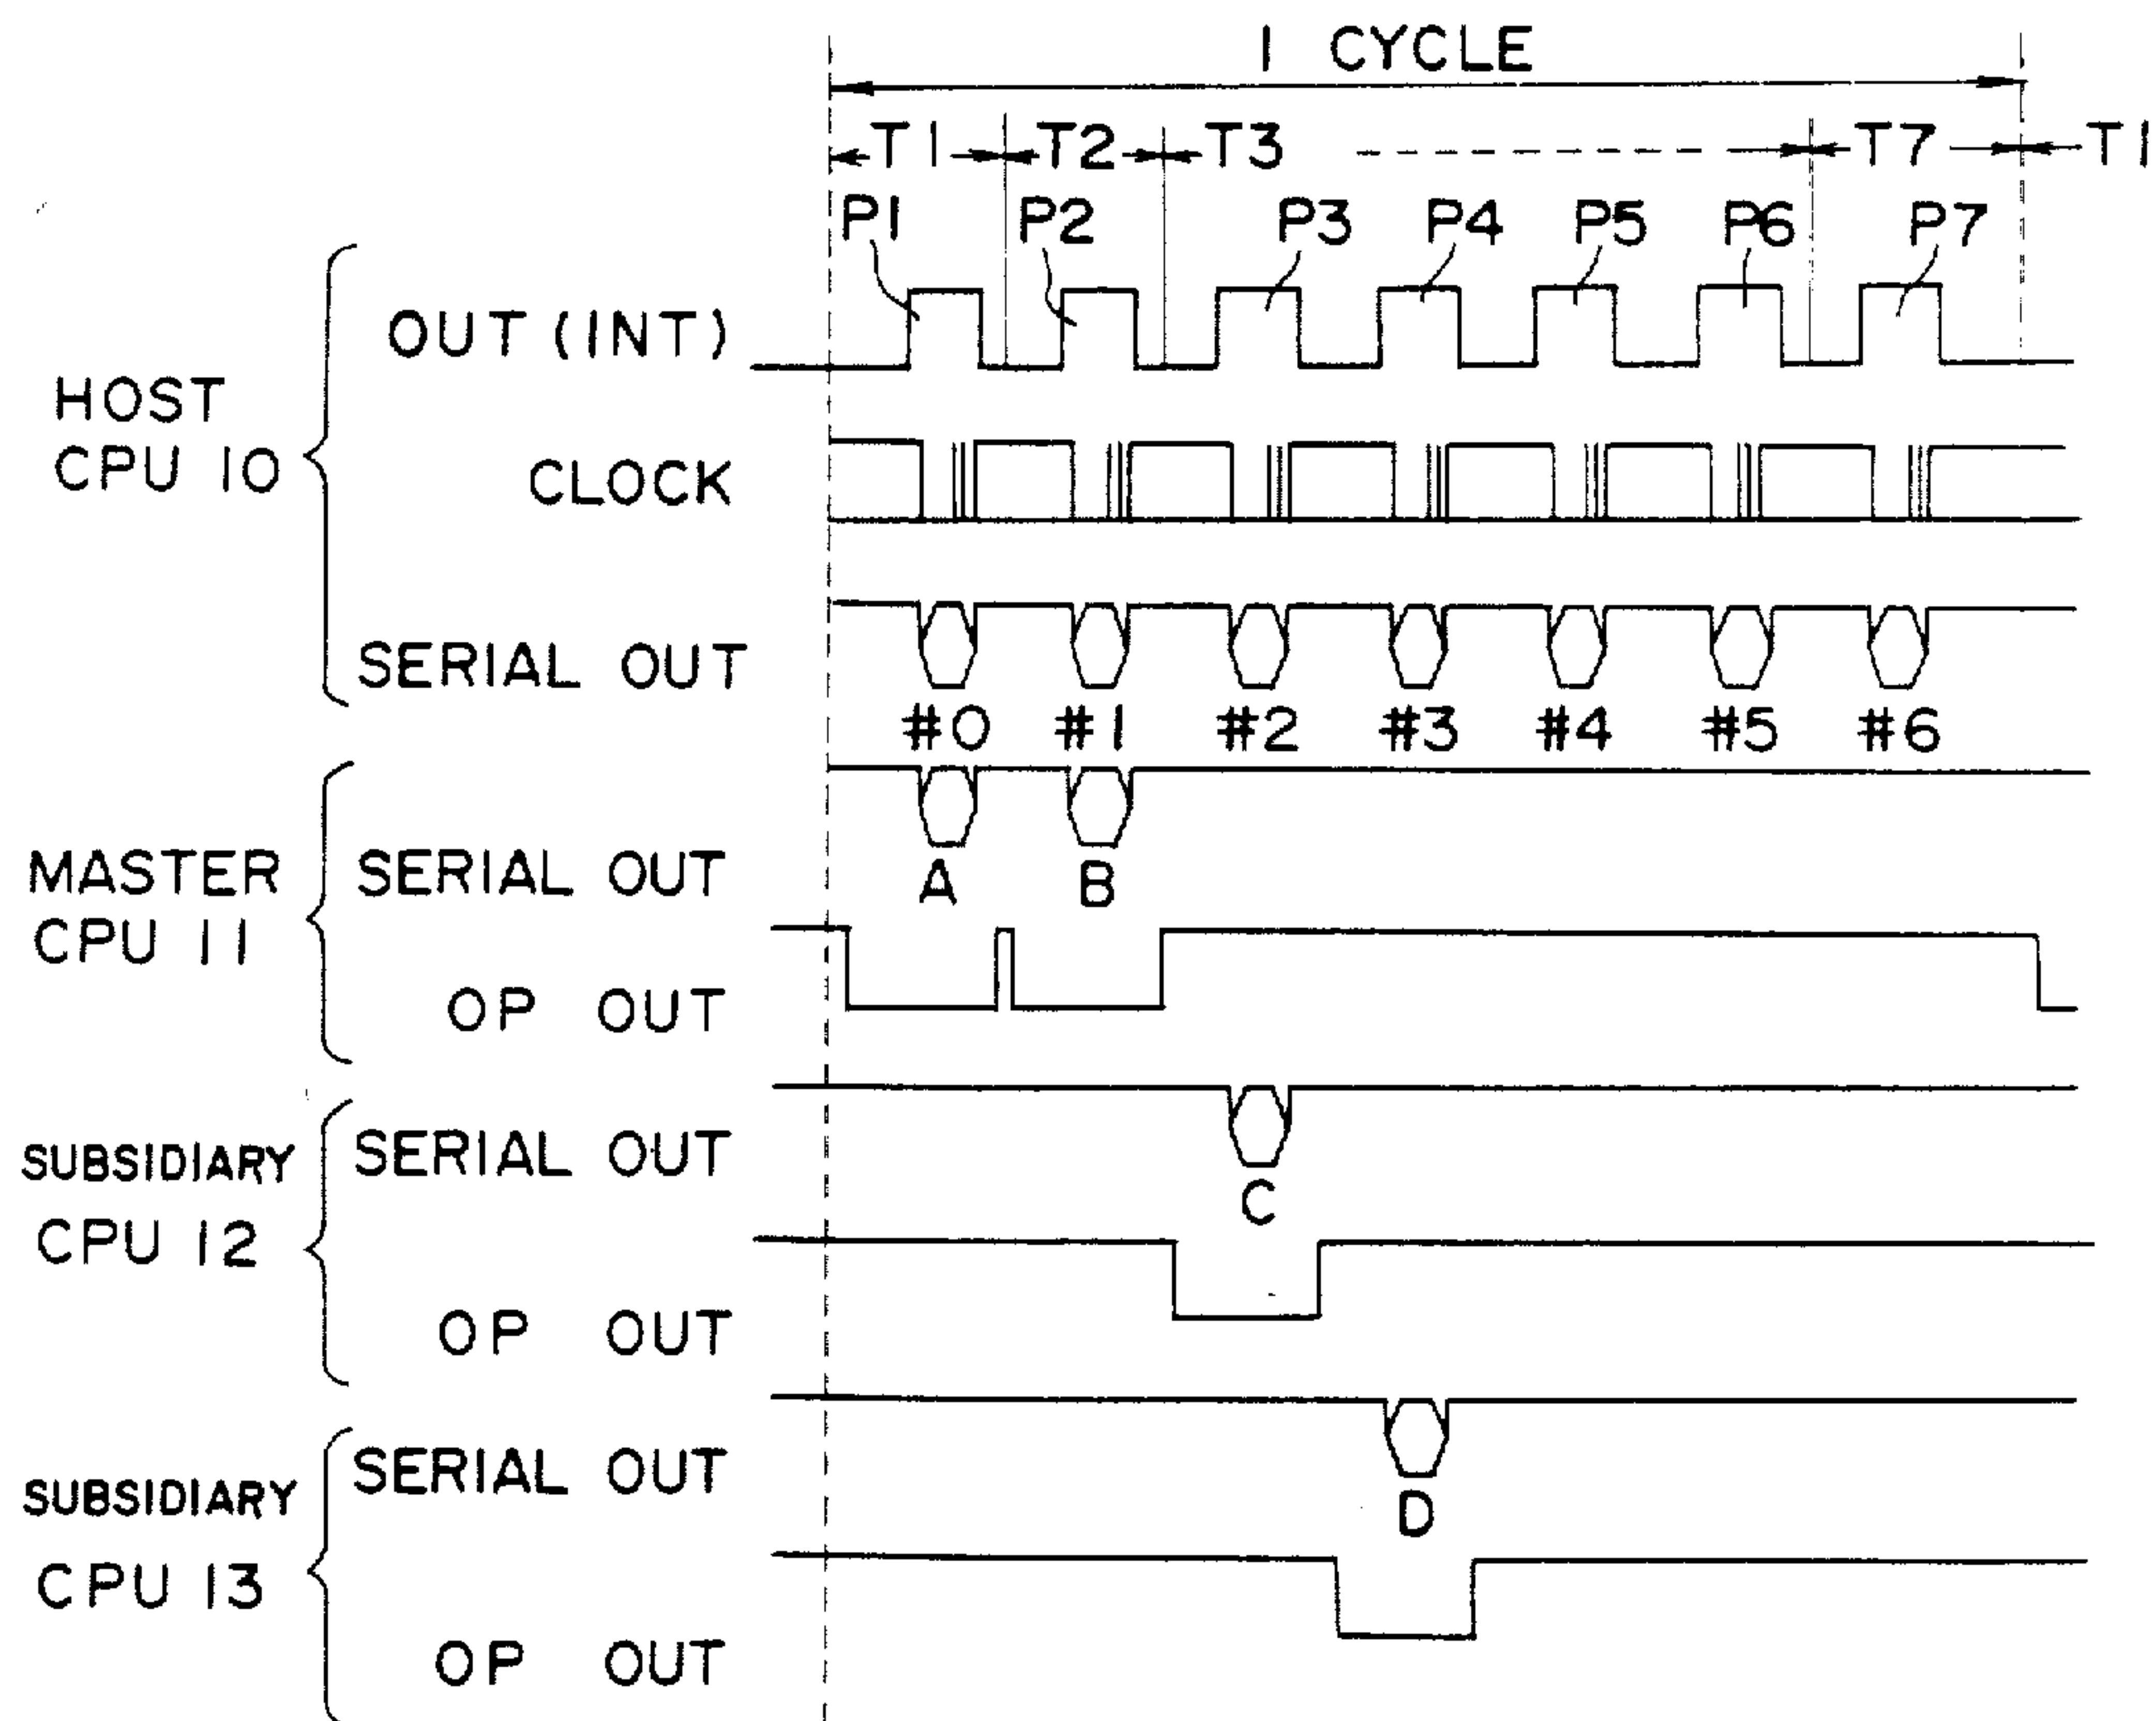 1 CYCLE
T1 T2 T3 T7 T1
P1 P2 P3 P4 P5 P6 P7
OUT (INT)
HOST
CPU 10
CLOCK
SERIAL OUT
#0 #1 #2 #3 #4 #5 #6
MASTER
CPU 11
SERIAL OUT
A B
OP OUT
SUBSIDIARY
CPU 12
SERIAL OUT
C
OP OUT
SUBSIDIARY
CPU 13
SERIAL OUT
D
OP OUT